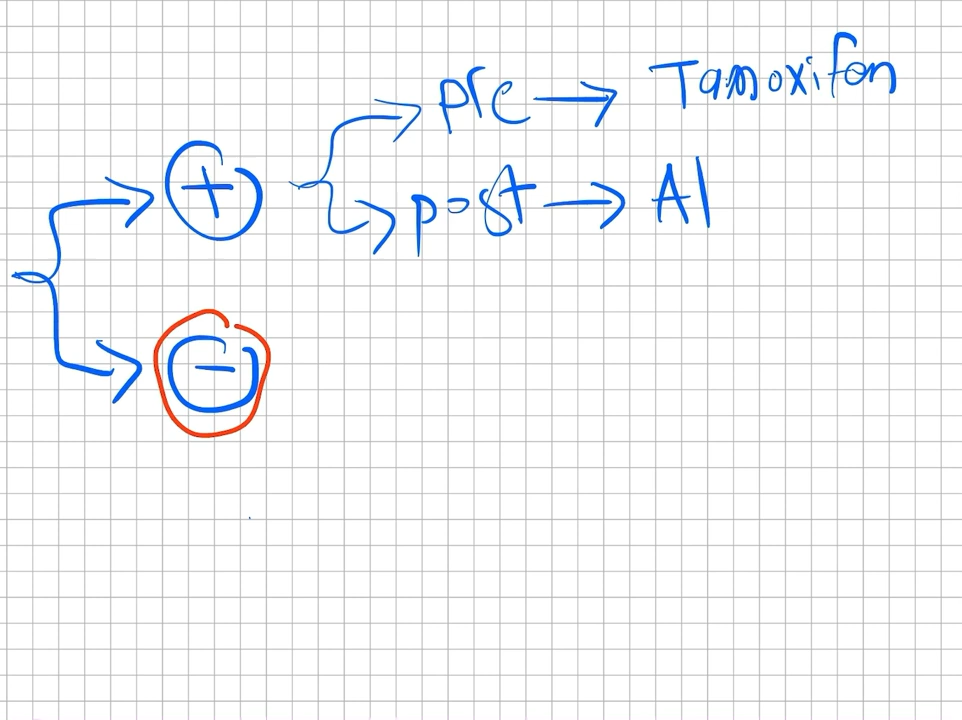 +
pre → Tamoxifen
post → AI
−